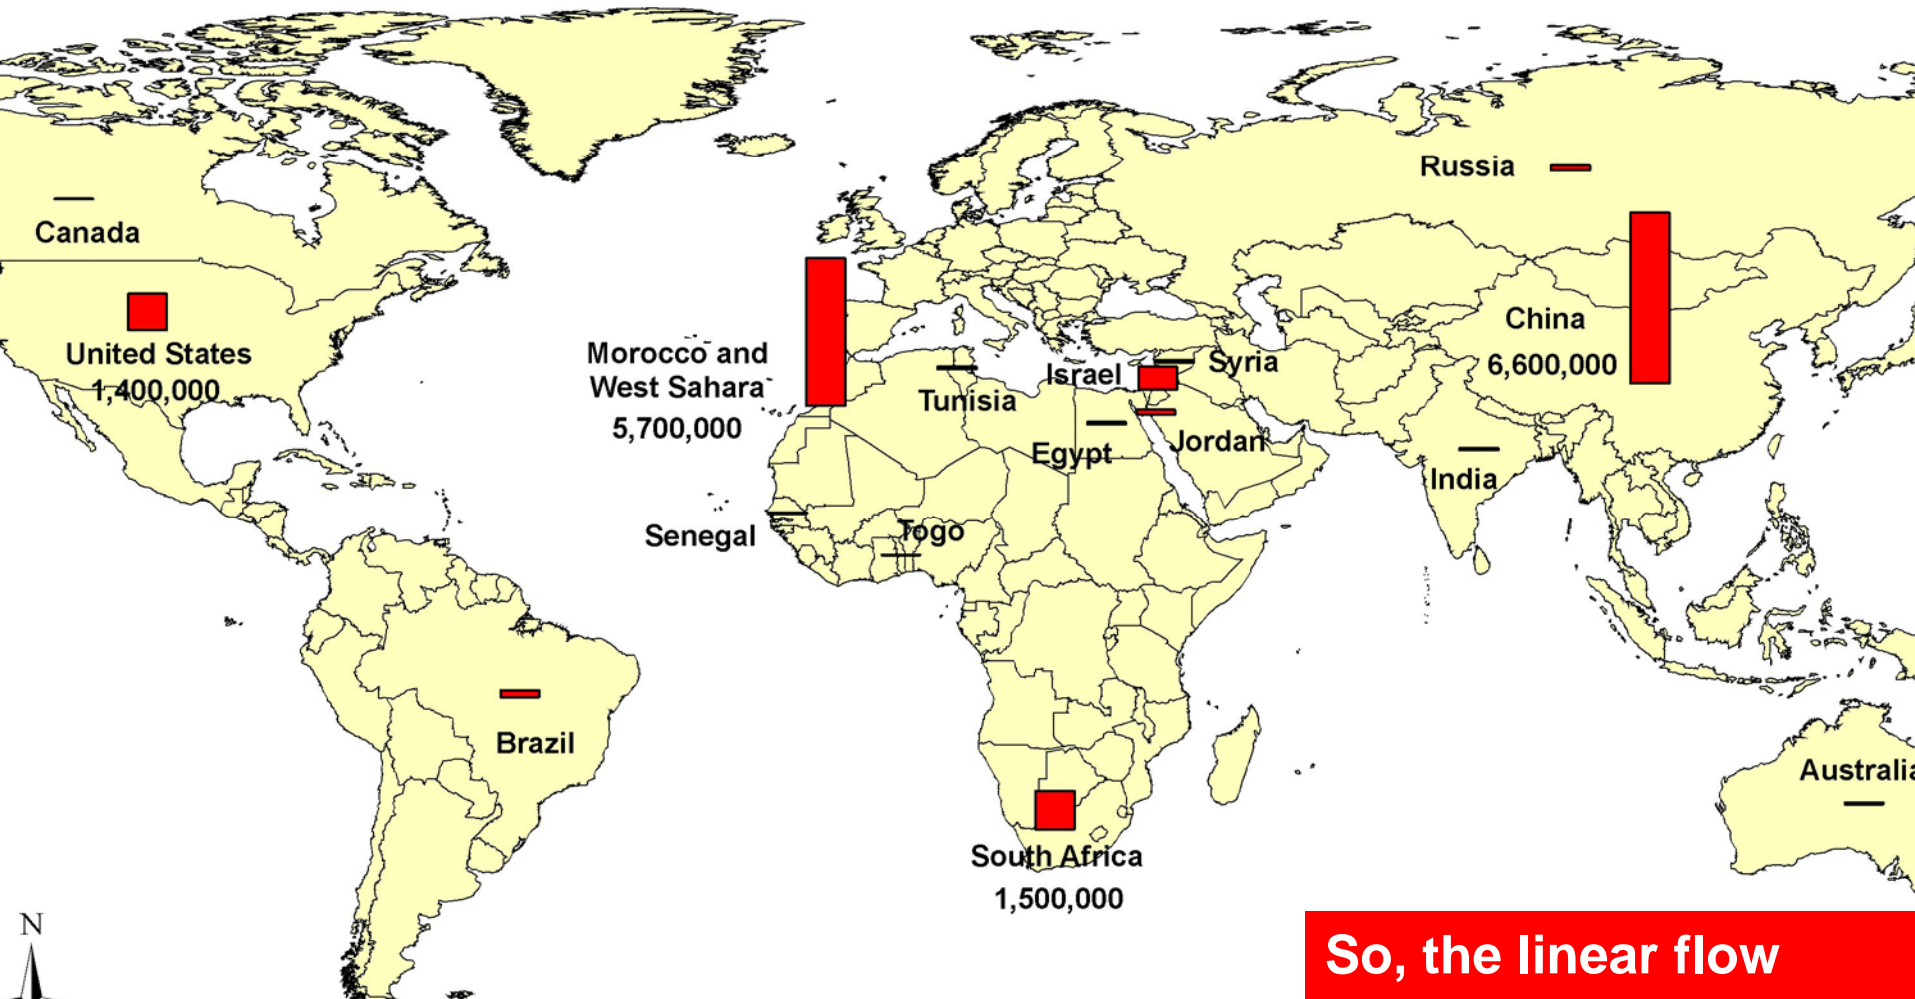 Russia
Canada
China
6,600,000
United States
1,400,000
Morocco and
West Sahara
5,700,000
Tunisia
Israel
Syria
Egypt
Jordan
India
Senegal
Togo
Brazil
Australia
South Africa
1,500,000
N
So, the linear flow